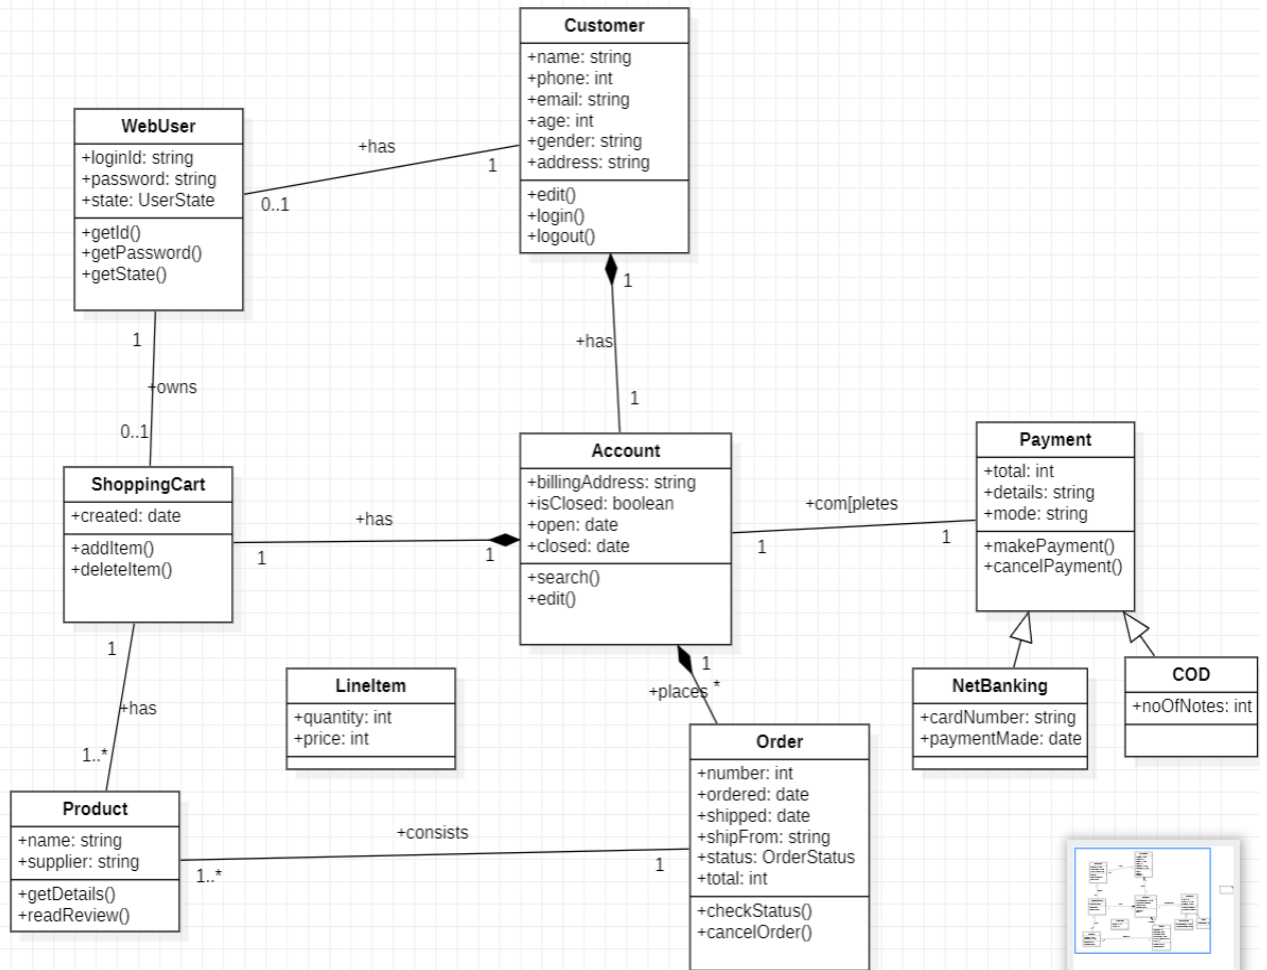 Customer
+name: string
+phone: int
+email: string
+age: int
+gender: string
+address: string
+edit()
+login()
+logout()
WebUser
+loginId: string
+password: string
+state: UserState
+getId()
+getPassword()
+getState()
+has
1
0..1
1
+has
1
1
+owns
0..1
ShoppingCart
+created: date
+addItem()
+deleteItem()
+has
1
1
Account
+billingAddress: string
+isClosed: boolean
+open: date
+closed: date
+search()
+edit()
+com[pletes
1
1
Payment
+total: int
+details: string
+mode: string
+makePayment()
+cancelPayment()
1
+has
1..*
LineItem
+quantity: int
+price: int
1
+places *
NetBanking
+cardNumber: string
+paymentMade: date
COD
+noOfNotes: int
Product
+name: string
+supplier: string
+getDetails()
+readReview()
+consists
1..*
1
Order
+number: int
+ordered: date
+shipped: date
+shipFrom: string
+status: OrderStatus
+total: int
+checkStatus()
+cancelOrder()